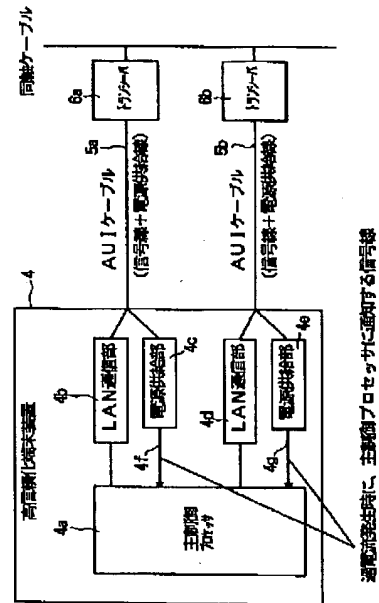 高信頼化端末装置
4
4a
主制御
プロセッサ
4b
LAN通信部
電源供給部
4c
4f
4d
LAN通信部
電源供給部
4e
4g
AUIケーブル
5a
(信号線+電源供給線)
AUIケーブル
5b
(信号線+電源供給線)
6a
トランシーバ
6b
トランシーバ
同軸ケーブル
過電流発生時に、主制御プロセッサに通知する信号線